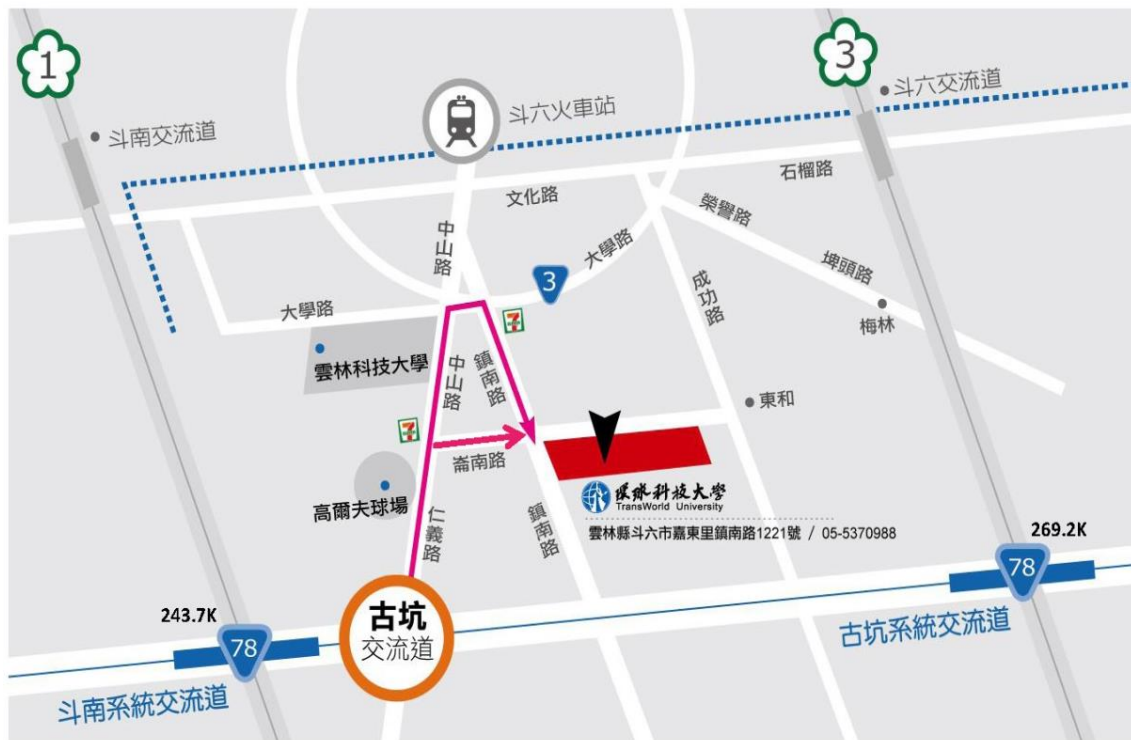 1
3
斗南交流道
斗六火車站
斗六交流道
石榴路
文化路
榮譽路
中山路
大學路
3
埤頭路
成功路
大學路
梅林
7
雲林科技大學
中山路
鎮南路
東和
7
崙南路
高爾夫球場
環球科技大學
TransWorld University
仁義路
鎮南路
雲林縣斗六市嘉東里鎮南路1221號 / 05-5370988
269.2K
78
古坑
交流道
古坑系統交流道
243.7K
78
斗南系統交流道